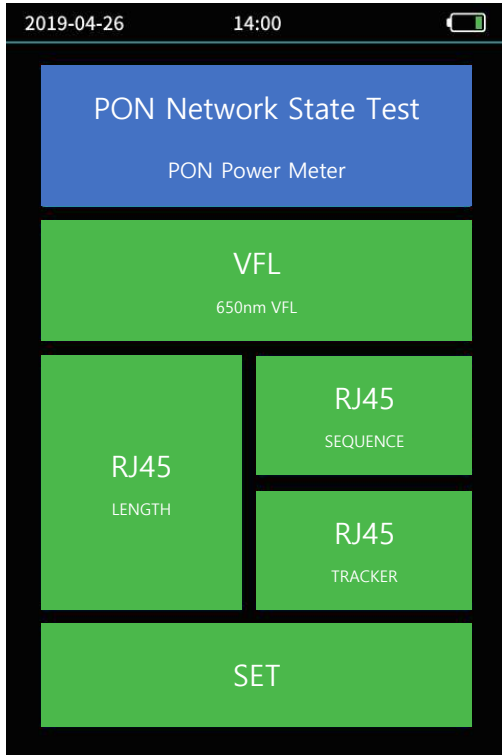 2019-04-26 14:00
PON Network State Test
PON Power Meter
VFL
650nm VFL
RJ45
LENGTH
RJ45
SEQUENCE
RJ45
TRACKER
SET